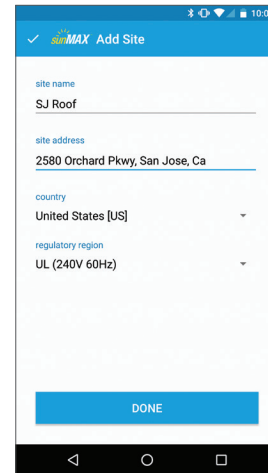 10:0
sunMAX Add Site
site name
SJ Roof
site address
2580 Orchard Pkwy, San Jose, Ca
country
United States [US]
regulatory region
UL (240V 60Hz)
DONE